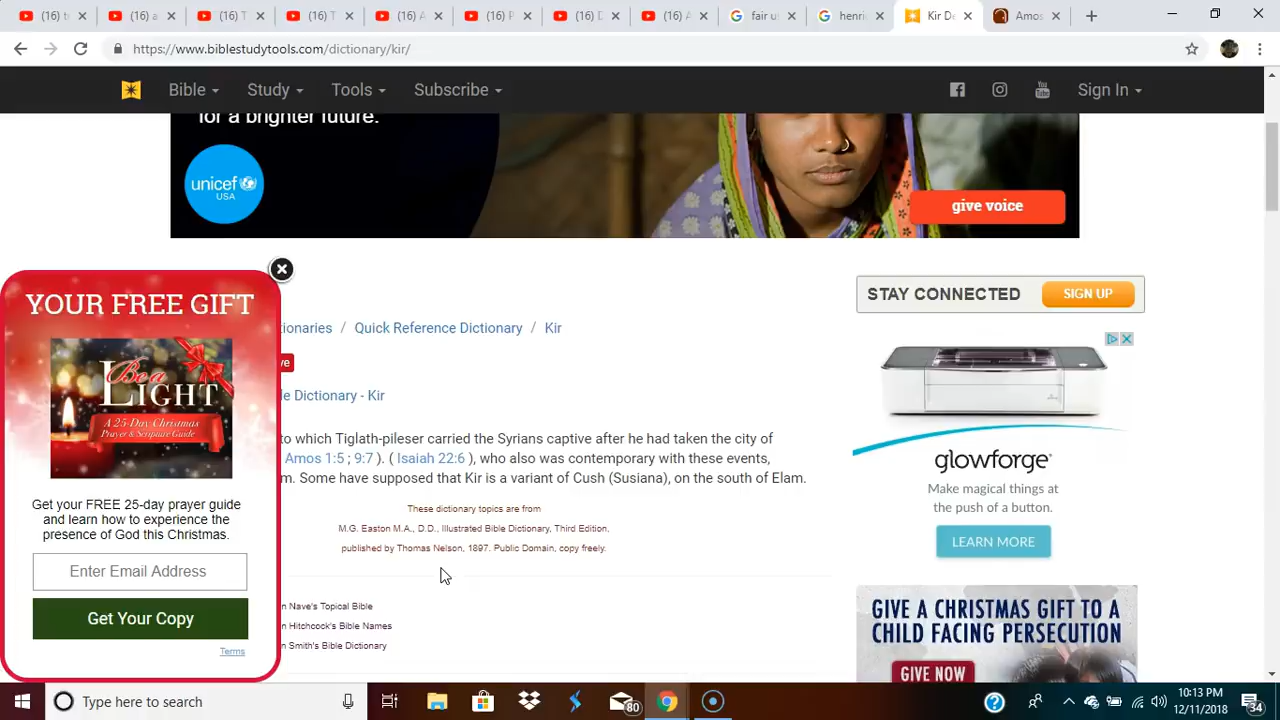 (16) t
(16) a
(16) T
(16) T
(16) A
(16) P
(16) D
(16) A
fair u
henri
Kir De
Amos
https://www.biblestudytools.com/dictionary/kir/
Bible Study Tools Subscribe Sign In
for a brighter future.
unicef
USA
give voice
YOUR FREE GIFT
Be a
LIGHT
A 25-Day Christmas
Prayer & Scripture Guide
Get your FREE 25-day prayer guide
and learn how to experience the
presence of God this Christmas.
Enter Email Address
Get Your Copy
Terms
ionaries / Quick Reference Dictionary / Kir
ve
le Dictionary - Kir
to which Tiglath-pileser carried the Syrians captive after he had taken the city of
Amos 1:5 ; 9:7 ). ( Isaiah 22:6 ), who also was contemporary with these events,
m. Some have supposed that Kir is a variant of Cush (Susiana), on the south of Elam.
These dictionary topics are from
M.G. Easton M.A., D.D., Illustrated Bible Dictionary, Third Edition,
published by Thomas Nelson, 1897. Public Domain, copy freely.
n Nave's Topical Bible
n Hitchcock's Bible Names
n Smith's Bible Dictionary
STAY CONNECTED SIGN UP
glowforge
Make magical things at
the push of a button.
LEARN MORE
GIVE A CHRISTMAS GIFT TO A
CHILD FACING PERSECUTION
GIVE NOW
Type here to search
80
10:13 PM
12/11/2018
34